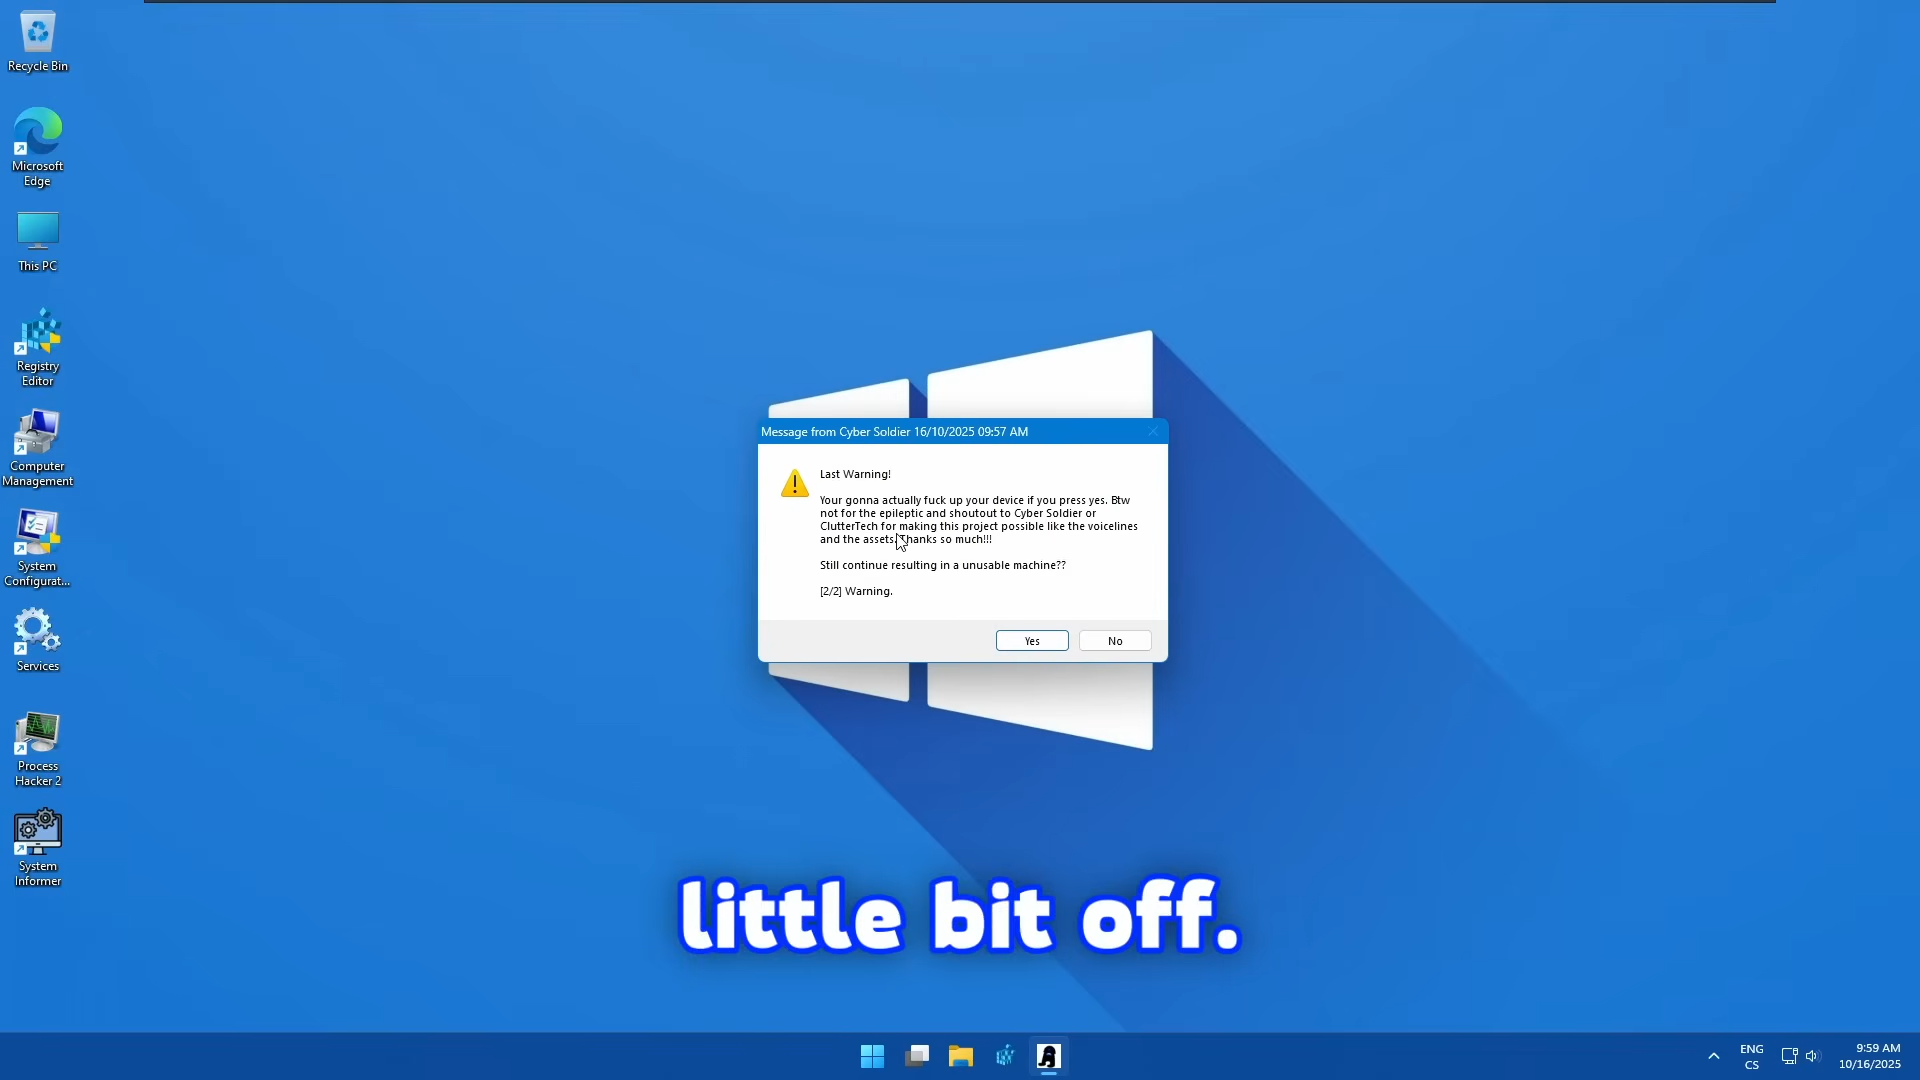 Recycle Bin
Microsoft
Edge
This PC
Registry
Editor
Computer
Management
System
Configurat...
Services
Process
Hacker 2
System
Informer
Message from Cyber Soldier 16/10/2025 09:57 AM
Last Warning!
Your gonna actually fuck up your device if you press yes. Btw
not for the epileptic and shoutout to Cyber Soldier or
ClutterTech for making this project possible like the voicelines
and the assets. Thanks so much!!!
Still continue resulting in a unusable machine??
[2/2] Warning.
Yes
No
little bit off.
ENG
CS
9:59 AM
10/16/2025